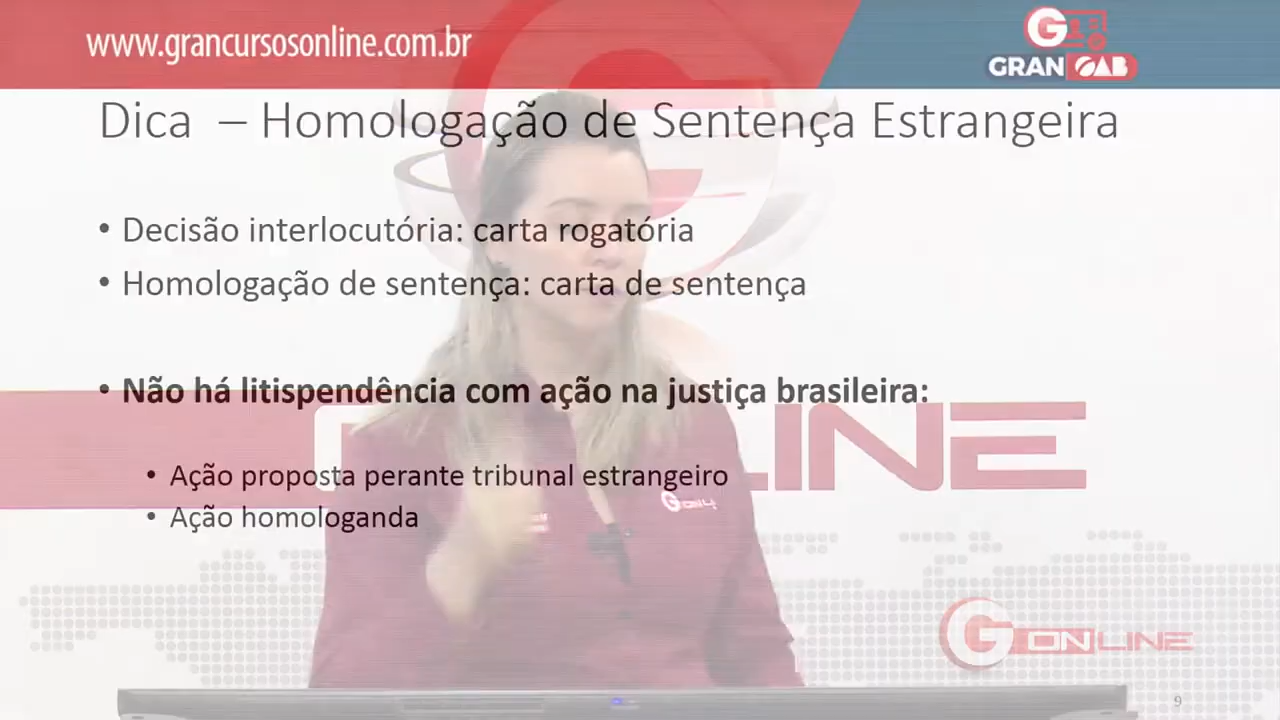 www.grancursosonline.com.br
GRAN OAB
Dica – Homologação de Sentença Estrangeira
• Decisão interlocutória: carta rogatória
• Homologação de sentença: carta de sentença
• Não há litispendência com ação na justiça brasileira:
ONLINE
• Ação proposta perante tribunal estrangeiro
• Ação homologanda
G ONLINE
9